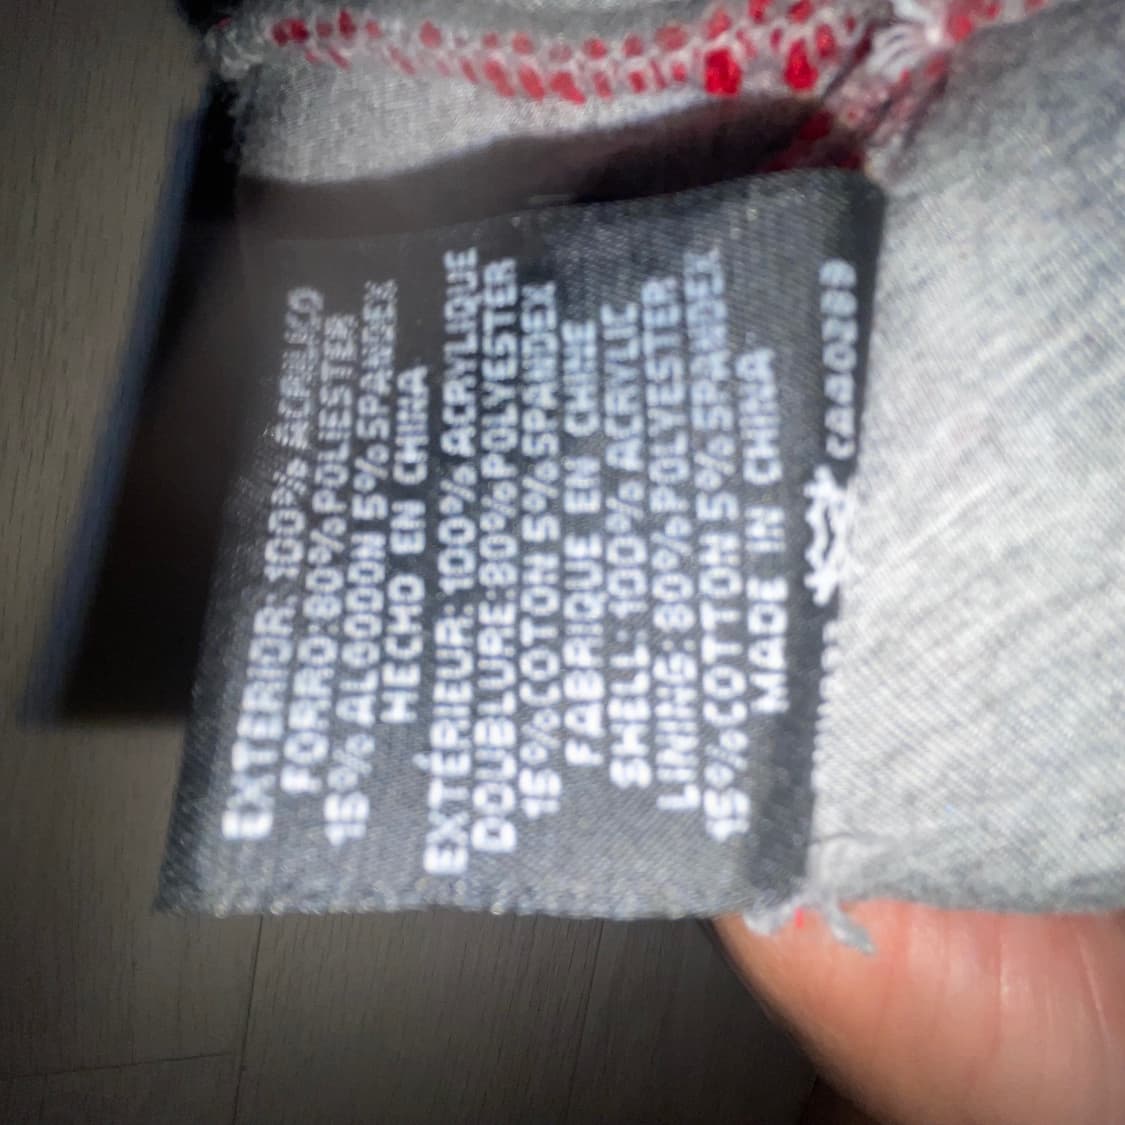 EXTERIOR: 100% ACRILICO
FORRO:80%POLIESTER
15% ALGODON 5%SPANDEX
HECHO EN CHINA
EXTÉRIEUR: 100% ACRYLIQUE
DOUBLURE:80%POLYESTER
15%COTON 5%SPANDEX
FABRIQUE EN CHINE
SHELL: 100% ACRYLIC
LINING: 80%POLYESTER
15%COTTON 5%SPANDEX
MADE IN CHINA